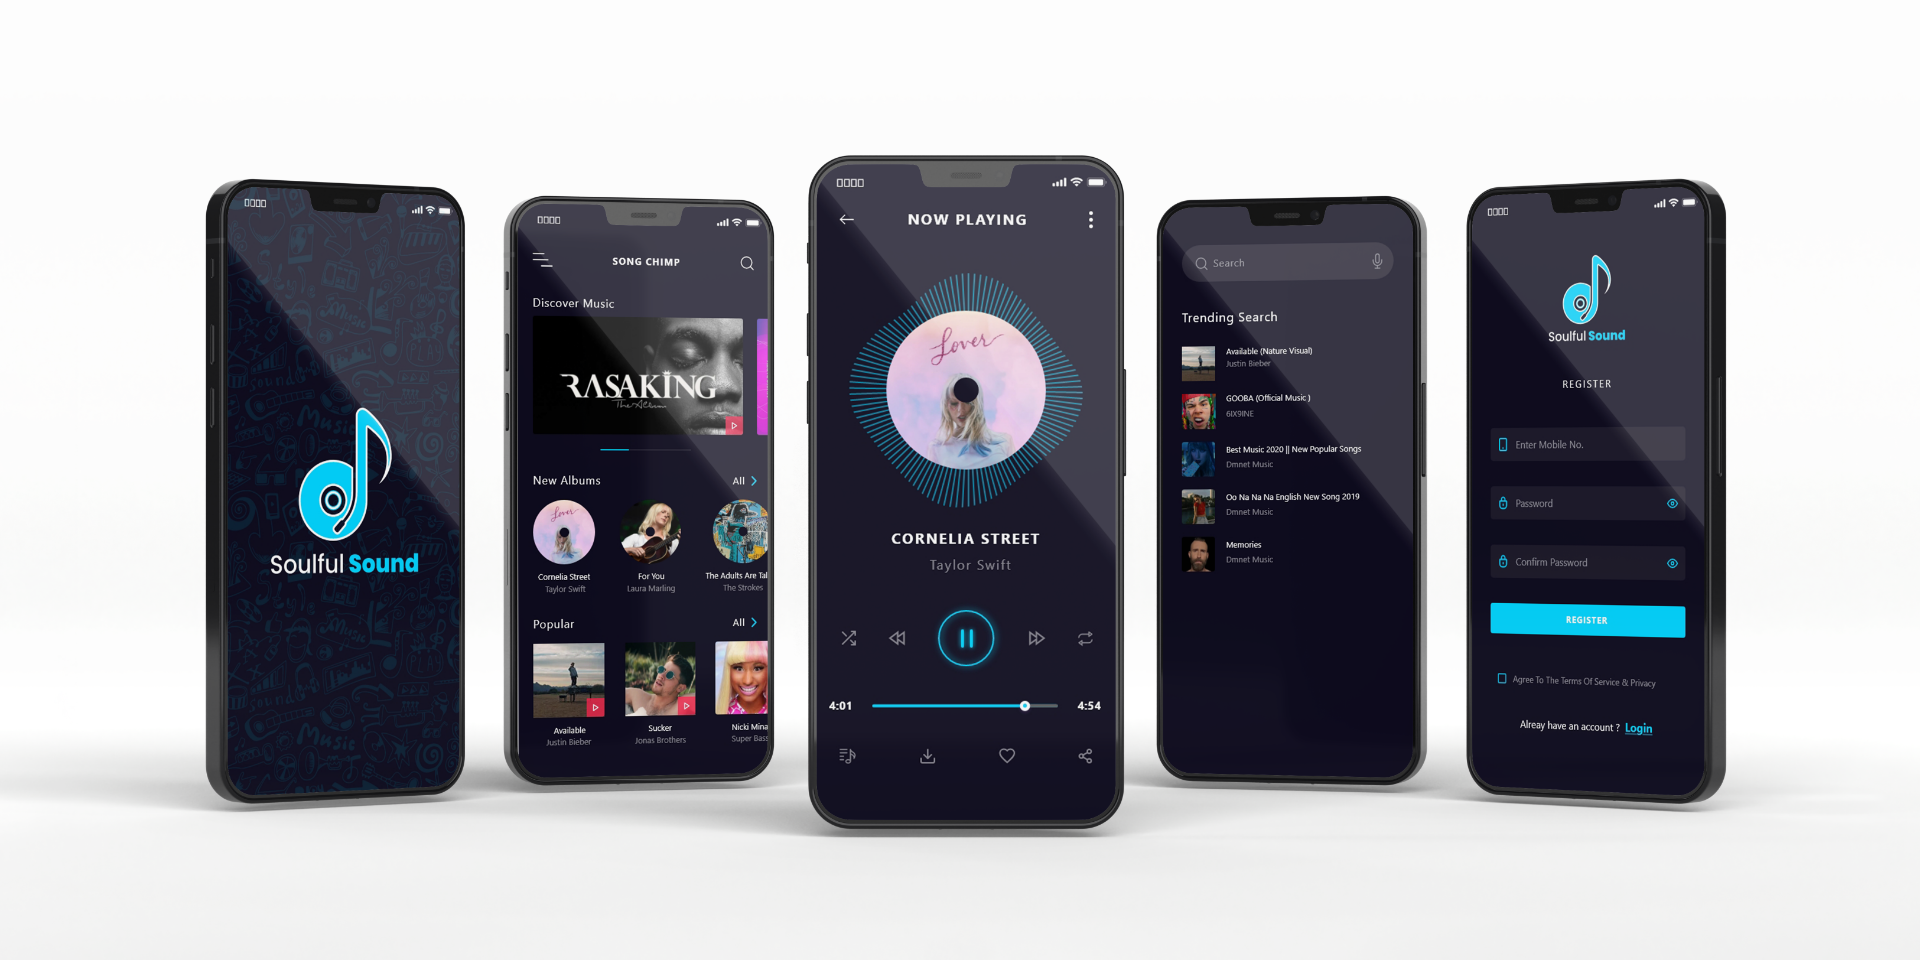 Soulful Sound
SONG CHIMP
Discover Music
RASAKING
The Album
New Albums
All
Lover
Cornelia Street
Taylor Swift
For You
Laura Marling
The Adults Are Tal
The Strokes
Popular
All
Available
Justin Bieber
Sucker
Jonas Brothers
Nicki Mina
Super Bass
NOW PLAYING
Lover
CORNELIA STREET
Taylor Swift
4:01
4:54
Search
Trending Search
Available (Nature Visual)
Justin Bieber
GOOBA (Official Music )
6IX9INE
Best Music 2020 || New Popular Songs
Dmnet Music
Oo Na Na Na English New Song 2019
Dmnet Music
Memories
Dmnet Music
Soulful Sound
REGISTER
Enter Mobile No.
Password
Confirm Password
REGISTER
Agree To The Terms Of Service & Privacy
Alreay have an account ? Login